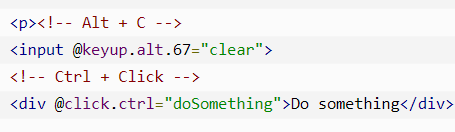 <p><!-- Alt + C -->
<input @keyup.alt.67="clear">
<!-- Ctrl + Click -->
<div @click.ctrl="doSomething">Do something</div>